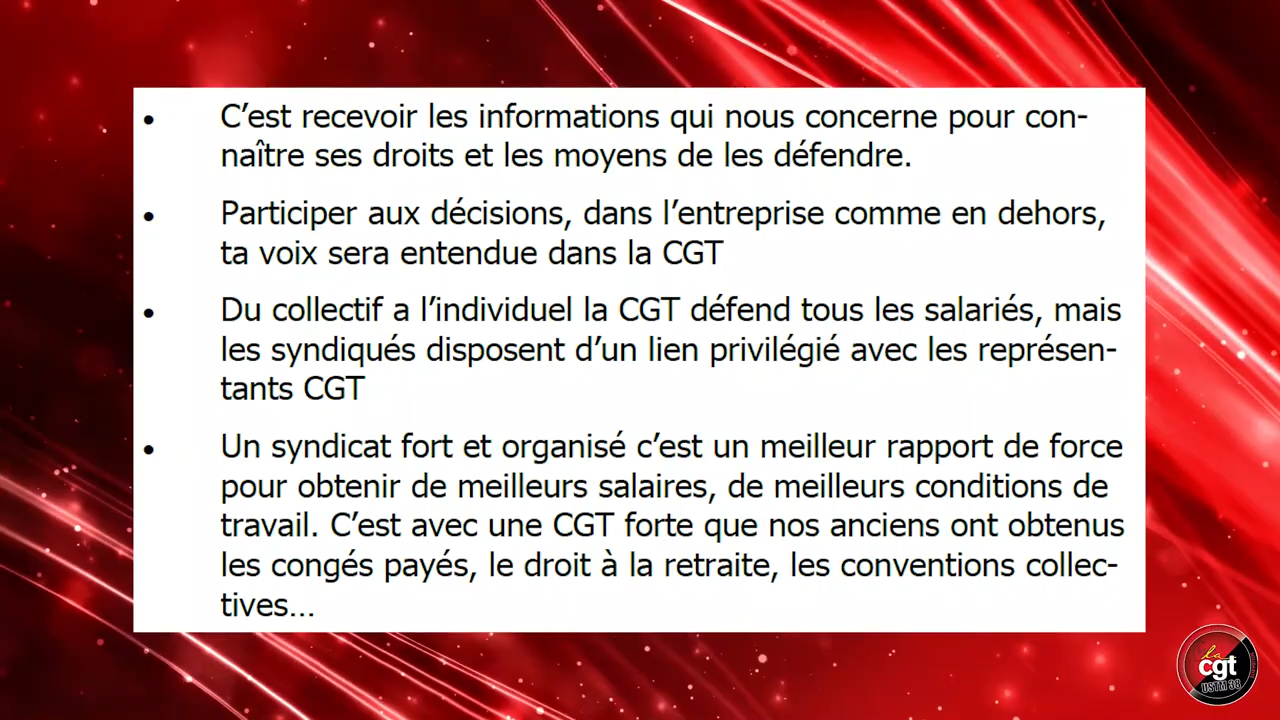 • C’est recevoir les informations qui nous concerne pour con-
naître ses droits et les moyens de les défendre.
• Participer aux décisions, dans l’entreprise comme en dehors,
ta voix sera entendue dans la CGT
• Du collectif a l’individuel la CGT défend tous les salariés, mais
les syndiqués disposent d’un lien privilégié avec les représen-
tants CGT
• Un syndicat fort et organisé c’est un meilleur rapport de force
pour obtenir de meilleurs salaires, de meilleurs conditions de
travail. C’est avec une CGT forte que nos anciens ont obtenus
les congés payés, le droit à la retraite, les conventions collec-
tives…
la
cgt
USTM 38